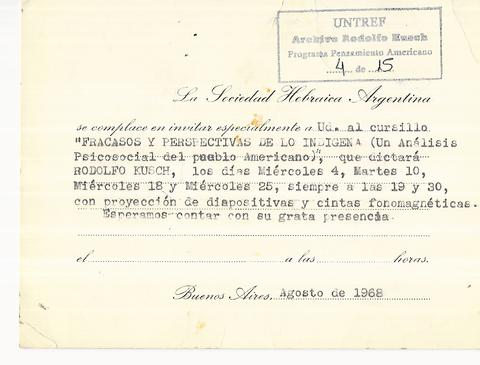 UNTREF
Archivo Rodolfo Kusch
Programa Pensamiento Americano
4 de 15
La Sociedad Hebraica Argentina
se complace en invitar especialmente a Ud. al cursillo
"FRACASOS Y PERSPECTIVAS DE LO INDIGENA (Un Análisis
Psicosocial del pueblo Americano)", que dictará
RODOLFO KUSCH, los días Miércoles 4, Martes 10,
Miércoles 18 y Miércoles 25, siempre a las 19 y 30,
con proyección de diapositivas y cintas fonomagnéticas.
Esperamos contar con su grata presencia.
el a las horas.
Buenos Aires, Agosto de 1968